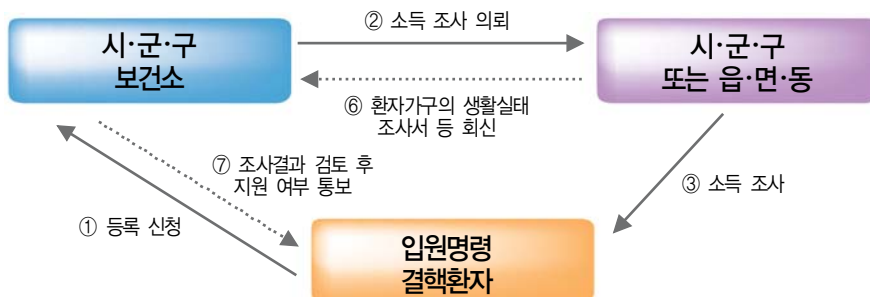 ② 소득 조사 의뢰
시·군·구
보건소
시·군·구
또는 읍·면·동
⑥ 환자가구의 생활실태
조사서 등 회신
⑦ 조사결과 검토 후
지원 여부 통보
③ 소득 조사
① 등록 신청
입원명령
결핵환자